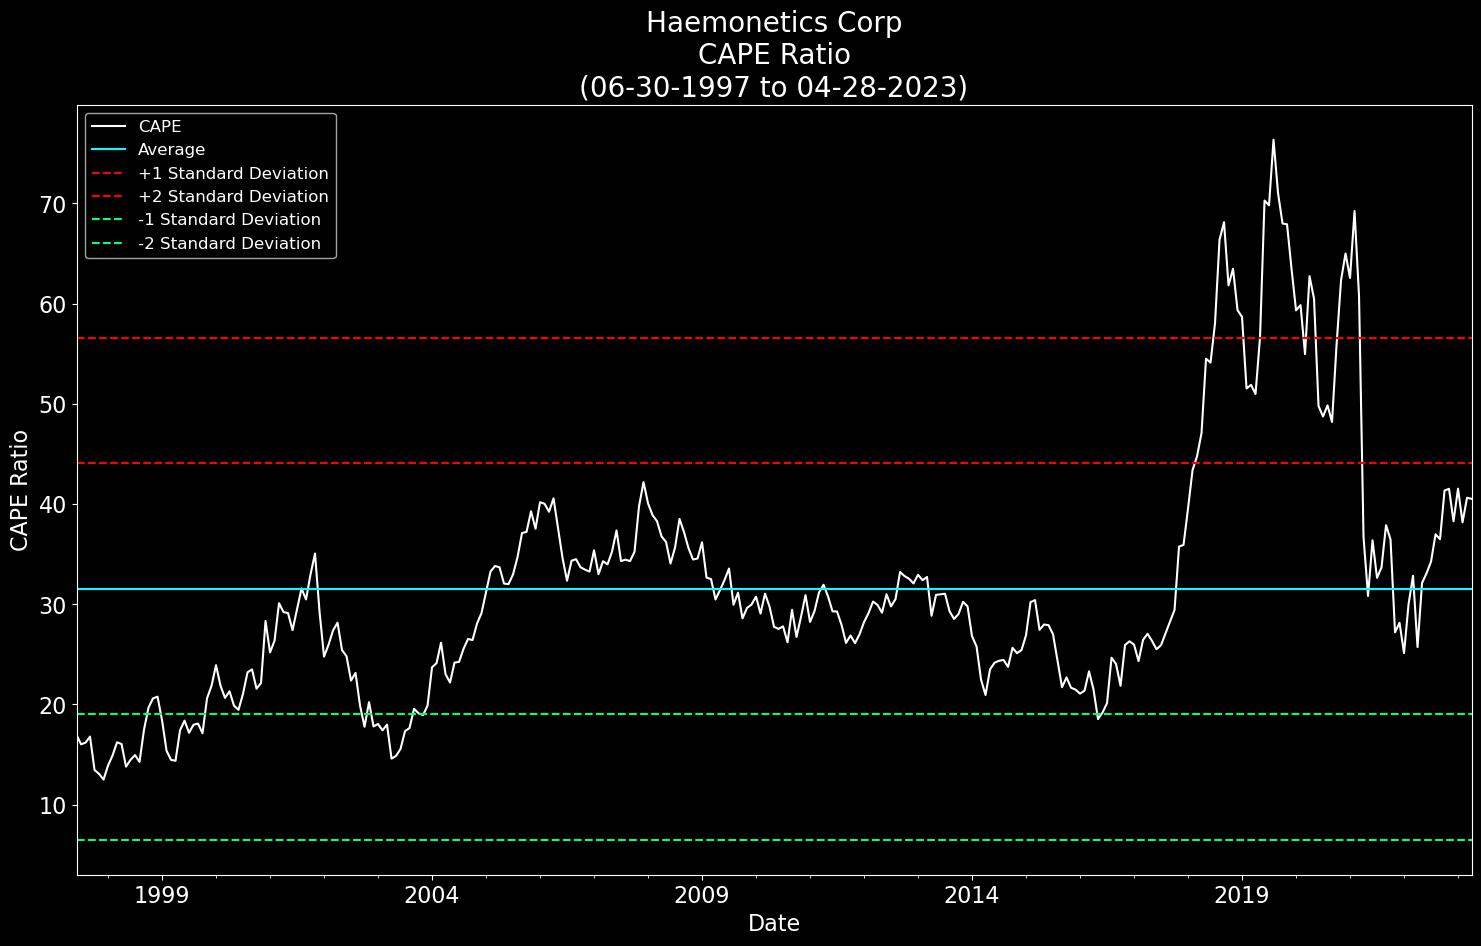 Haemonetics Corp
CAPE Ratio
(06-30-1997 to 04-28-2023)
CAPE
Average
+1 Standard Deviation
+2 Standard Deviation
-1 Standard Deviation
-2 Standard Deviation
70
60
50
40
30
20
10
CAPE Ratio
1999 2004 2009 2014 2019
Date